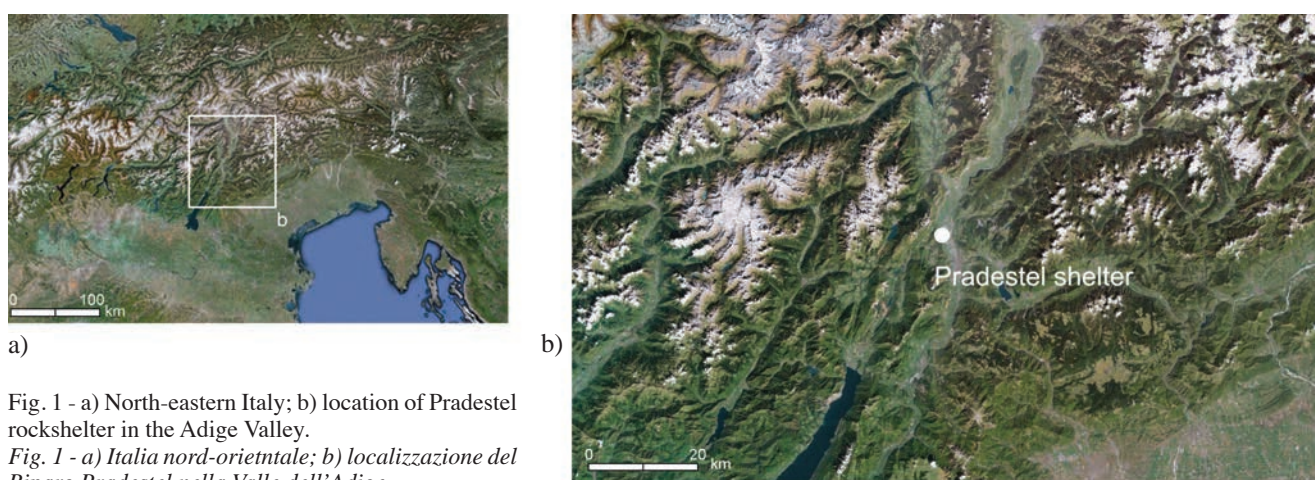 b
0 100
km
a)
b)
Pradestel shelter
20
km
Fig. 1 - a) North-eastern Italy; b) location of Pradestel
rockshelter in the Adige Valley.
Fig. 1 - a) Italia nord-orietntale; b) localizzazione del
Riparo Pradestel nella Valle dell'Adige.